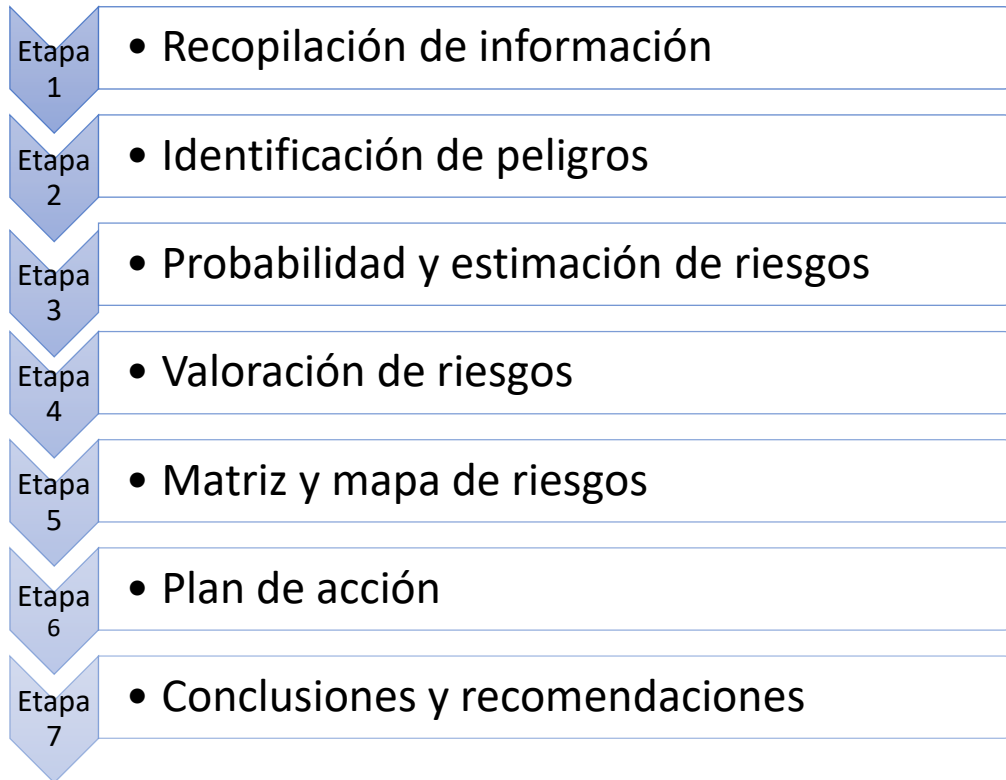 Etapa
1
• Recopilación de información
Etapa
2
• Identificación de peligros
Etapa
3
• Probabilidad y estimación de riesgos
Etapa
4
• Valoración de riesgos
Etapa
5
• Matriz y mapa de riesgos
Etapa
6
• Plan de acción
Etapa
7
• Conclusiones y recomendaciones